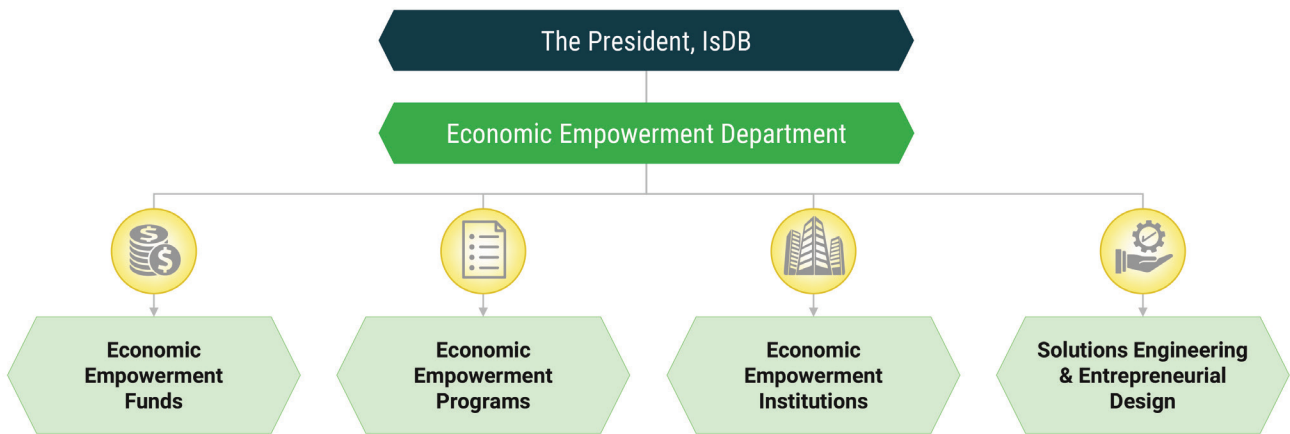 The President, IsDB
Economic Empowerment Department
$
$
Economic
Empowerment
Funds
Economic
Empowerment
Programs
Economic
Empowerment
Institutions
Solutions Engineering
& Entrepreneurial
Design